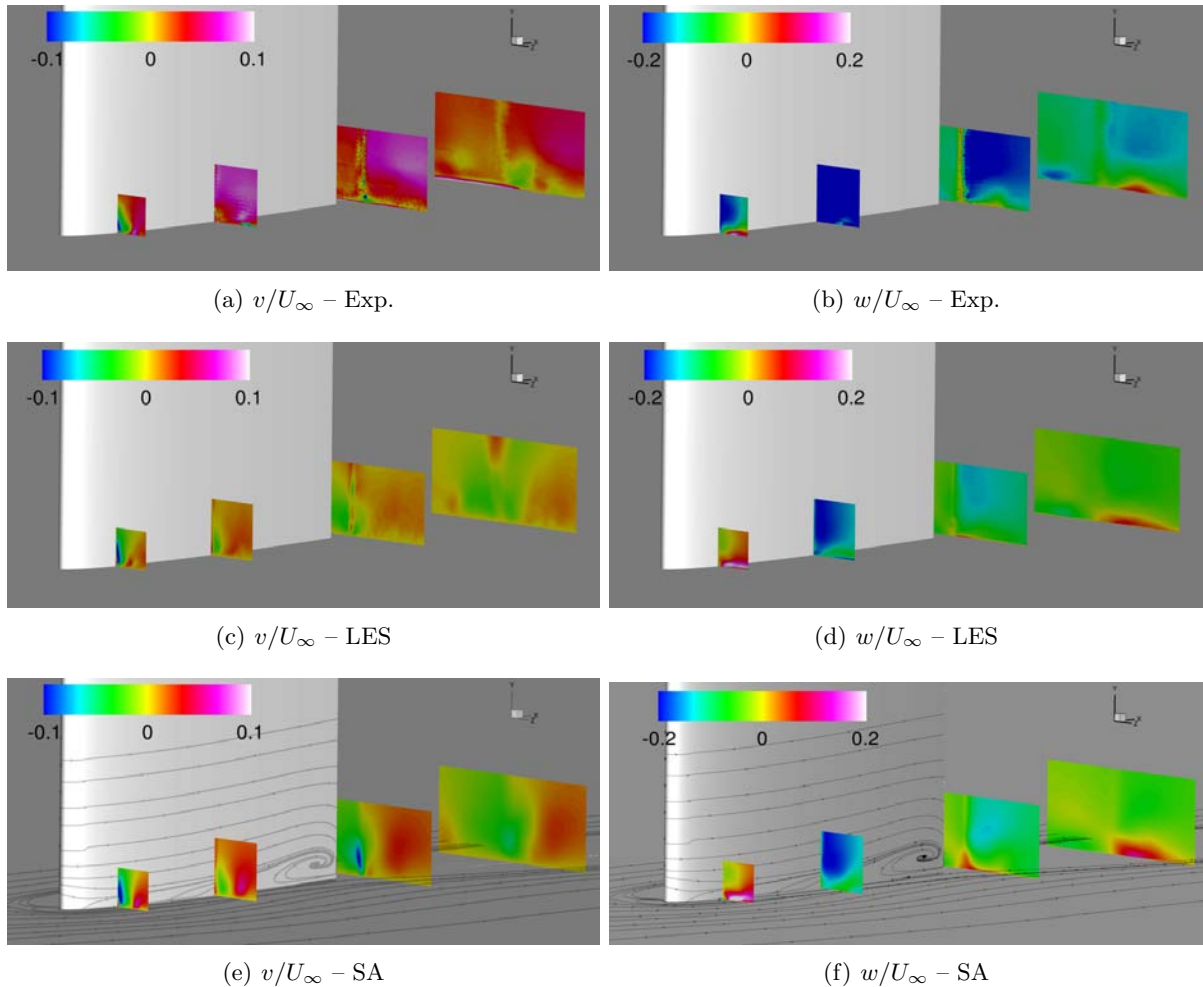 -0.1 0 0.1
-0.2 0 0.2
(a) v/U∞ – Exp.
(b) w/U∞ – Exp.
-0.1 0 0.1
-0.2 0 0.2
(c) v/U∞ – LES
(d) w/U∞ – LES
-0.1 0 0.1
-0.2 0 0.2
(e) v/U∞ – SA
(f) w/U∞ – SA